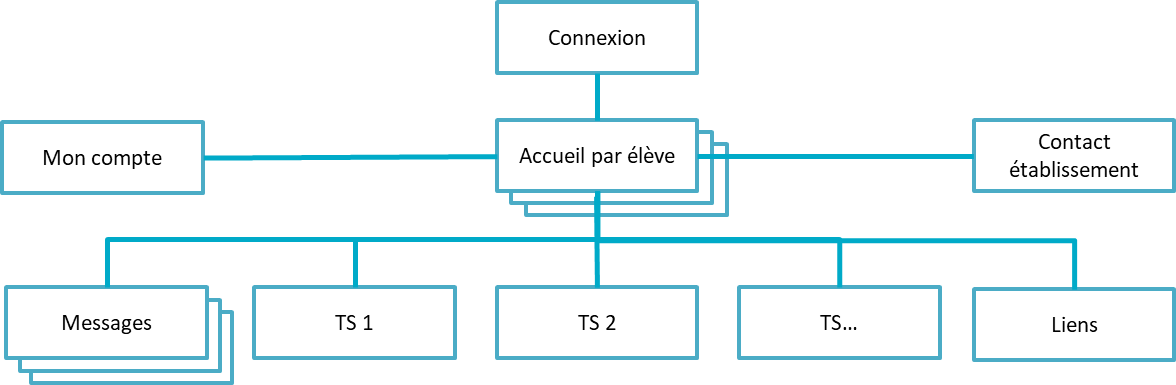 Connexion
Mon compte
Accueil par élève
Contact
établissement
Messages
TS 1
TS 2
TS...
Liens